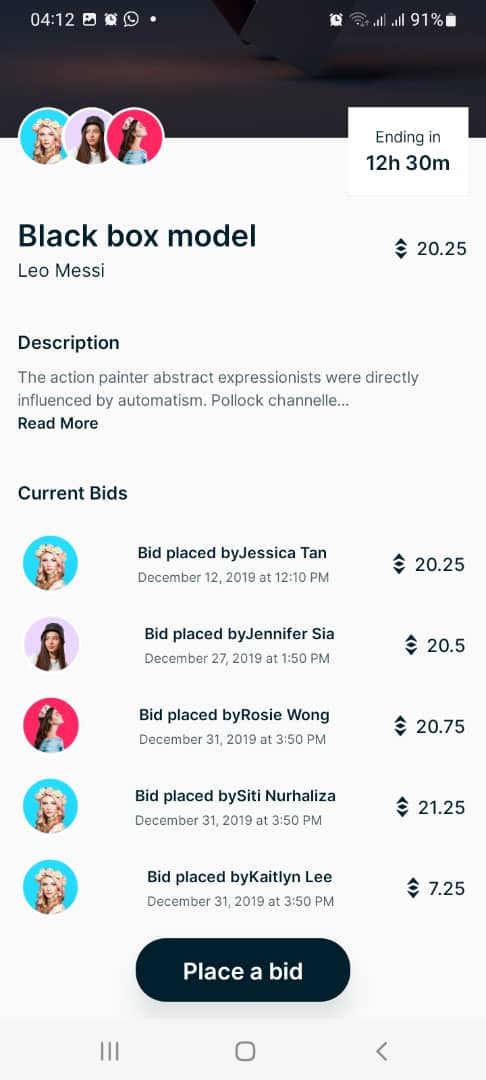 04:12
91%
Ending in
12h 30m
Black box model
20.25
Leo Messi
Description
The action painter abstract expressionists were directly
influenced by automatism. Pollock channelle...
Read More
Current Bids
Bid placed byJessica Tan
December 12, 2019 at 12:10 PM
20.25
Bid placed byJennifer Sia
December 27, 2019 at 1:50 PM
20.5
Bid placed byRosie Wong
December 31, 2019 at 3:50 PM
20.75
Bid placed bySiti Nurhaliza
December 31, 2019 at 3:50 PM
21.25
Bid placed byKaitlyn Lee
December 31, 2019 at 3:50 PM
7.25
Place a bid